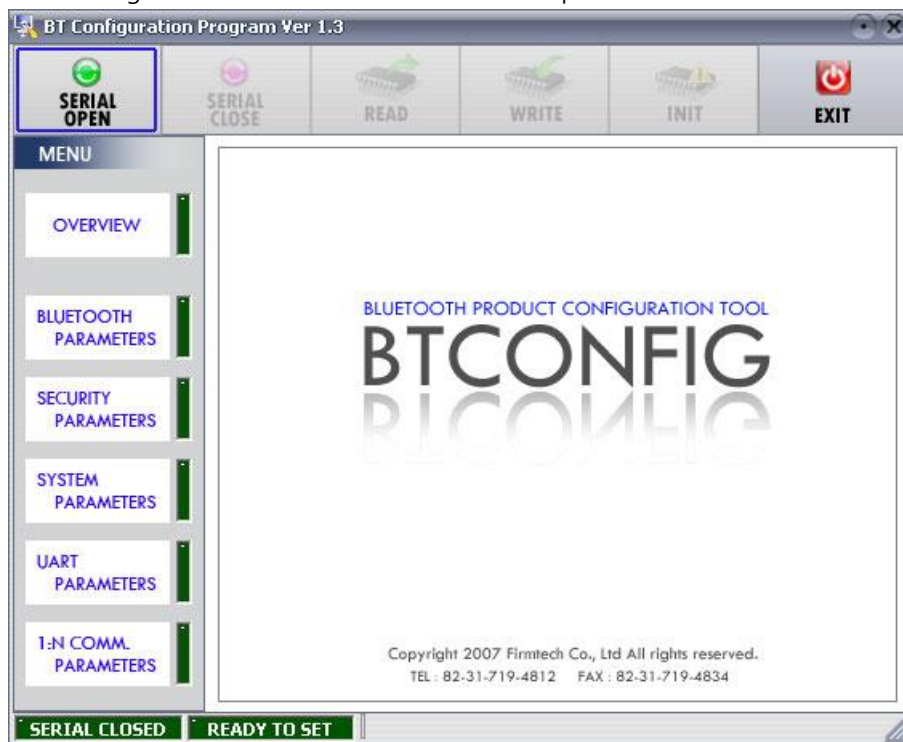 BT Configuration Program Ver 1.3
SERIAL
OPEN
SERIAL
CLOSE
READ
WRITE
INIT
EXIT
MENU
OVERVIEW
BLUETOOTH
PARAMETERS
SECURITY
PARAMETERS
SYSTEM
PARAMETERS
UART
PARAMETERS
1:N COMM.
PARAMETERS
BLUETOOTH PRODUCT CONFIGURATION TOOL
BTCONFIG
Copyright 2007 Firmtech Co., Ltd All rights reserved.
TEL : 82-31-719-4812 FAX : 82-31-719-4834
SERIAL CLOSED
READY TO SET